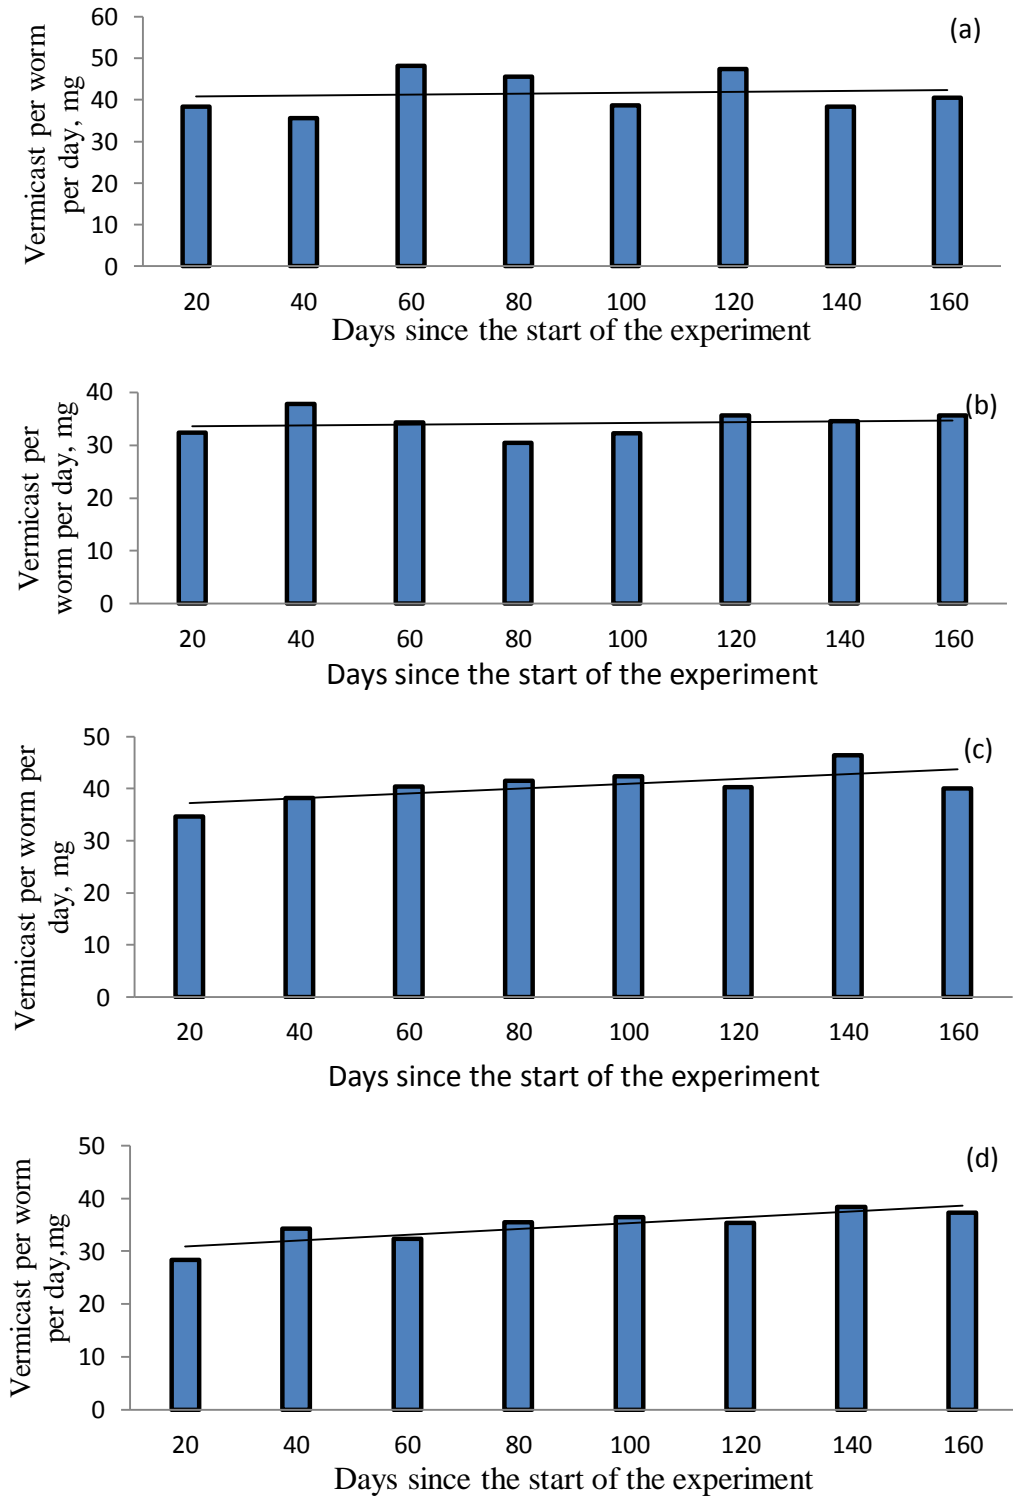 (a)
Vermicast per worm
per day, mg
60
50
40
30
20
10
0
20 40 60 80 100 120 140 160
Days since the start of the experiment
(b)
Vermicast per
worm per day, mg
40
30
20
10
0
20 40 60 80 100 120 140 160
Days since the start of the experiment
(c)
Vermicast per worm per
day, mg
50
40
30
20
10
0
20 40 60 80 100 120 140 160
Days since the start of the experiment
(d)
Vermicast per worm
per day,mg
50
40
30
20
10
0
20 40 60 80 100 120 140 160
Days since the start of the experiment